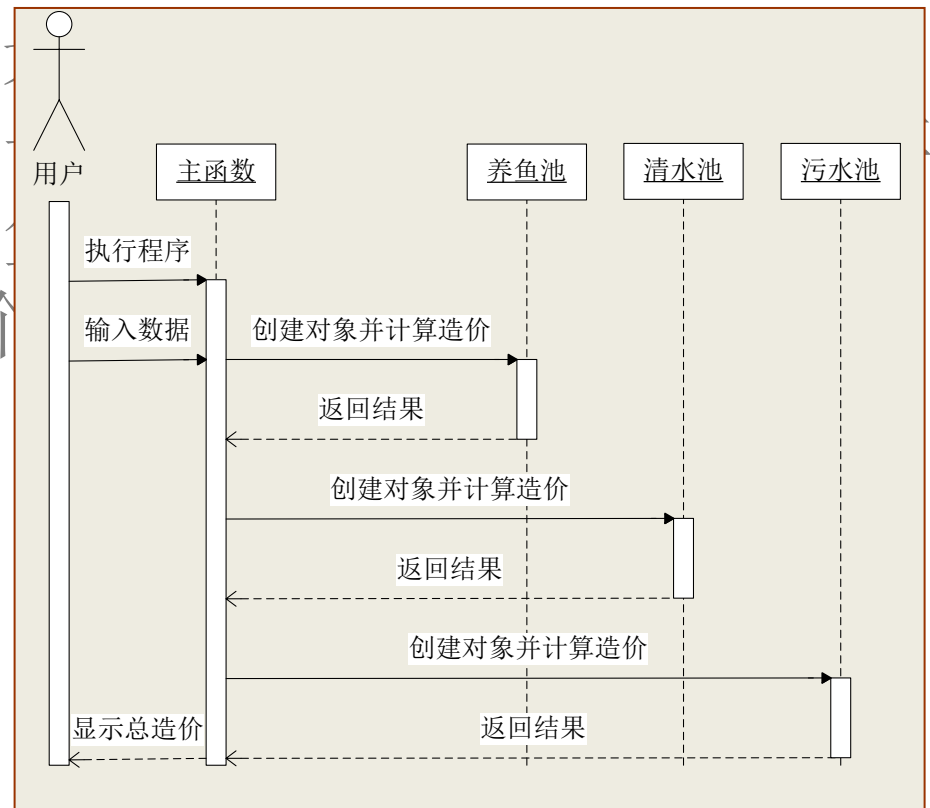 用户
主函数
养鱼池
清水池
污水池
执行程序
输入数据
创建对象并计算造价
返回结果
创建对象并计算造价
返回结果
创建对象并计算造价
显示总造价
返回结果